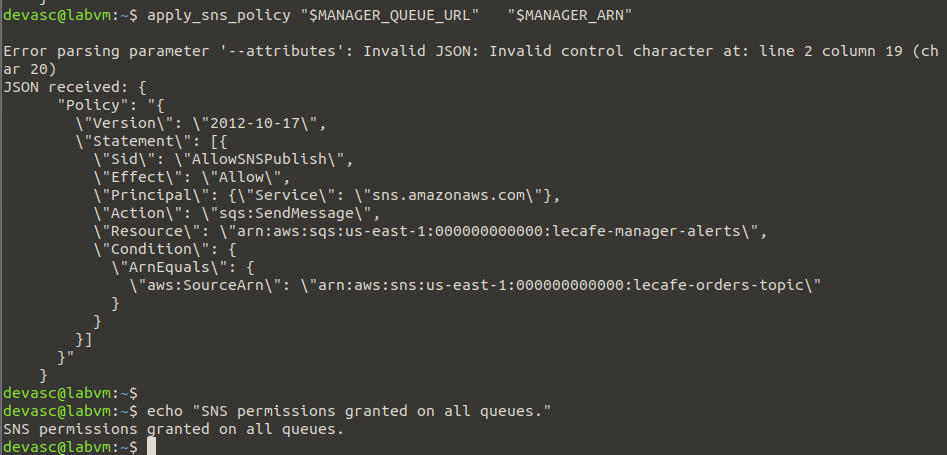 }
devasc@labvm:~$ apply_sns_policy "$MANAGER_QUEUE_URL"   "$MANAGER_ARN"

Error parsing parameter '--attributes': Invalid JSON: Invalid control character at: line 2 column 19 (ch
ar 20)
JSON received: {
      "Policy": "{
        \"Version\": \"2012-10-17\",
        \"Statement\": [{
          \"Sid\": \"AllowSNSPublish\",
          \"Effect\": \"Allow\",
          \"Principal\": {\"Service\": \"sns.amazonaws.com\"},
          \"Action\": \"sqs:SendMessage\",
          \"Resource\": \"arn:aws:sqs:us-east-1:000000000000:lecafe-manager-alerts\",
          \"Condition\": {
            \"ArnEquals\": {
              \"aws:SourceArn\": \"arn:aws:sns:us-east-1:000000000000:lecafe-orders-topic\"
            }
          }
        }]
      }"
    }
devasc@labvm:~$
devasc@labvm:~$ echo "SNS permissions granted on all queues."
SNS permissions granted on all queues.
devasc@labvm:~$